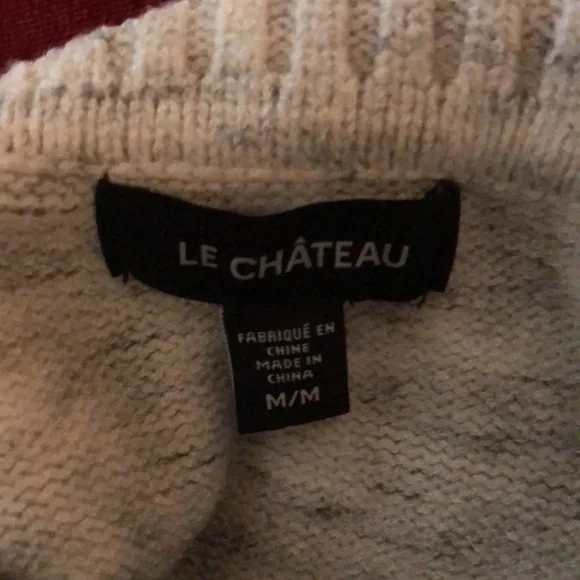 LE CHÂTEAU
FABRIQUÉ EN
CHINE
MADE IN
CHINA
M/M